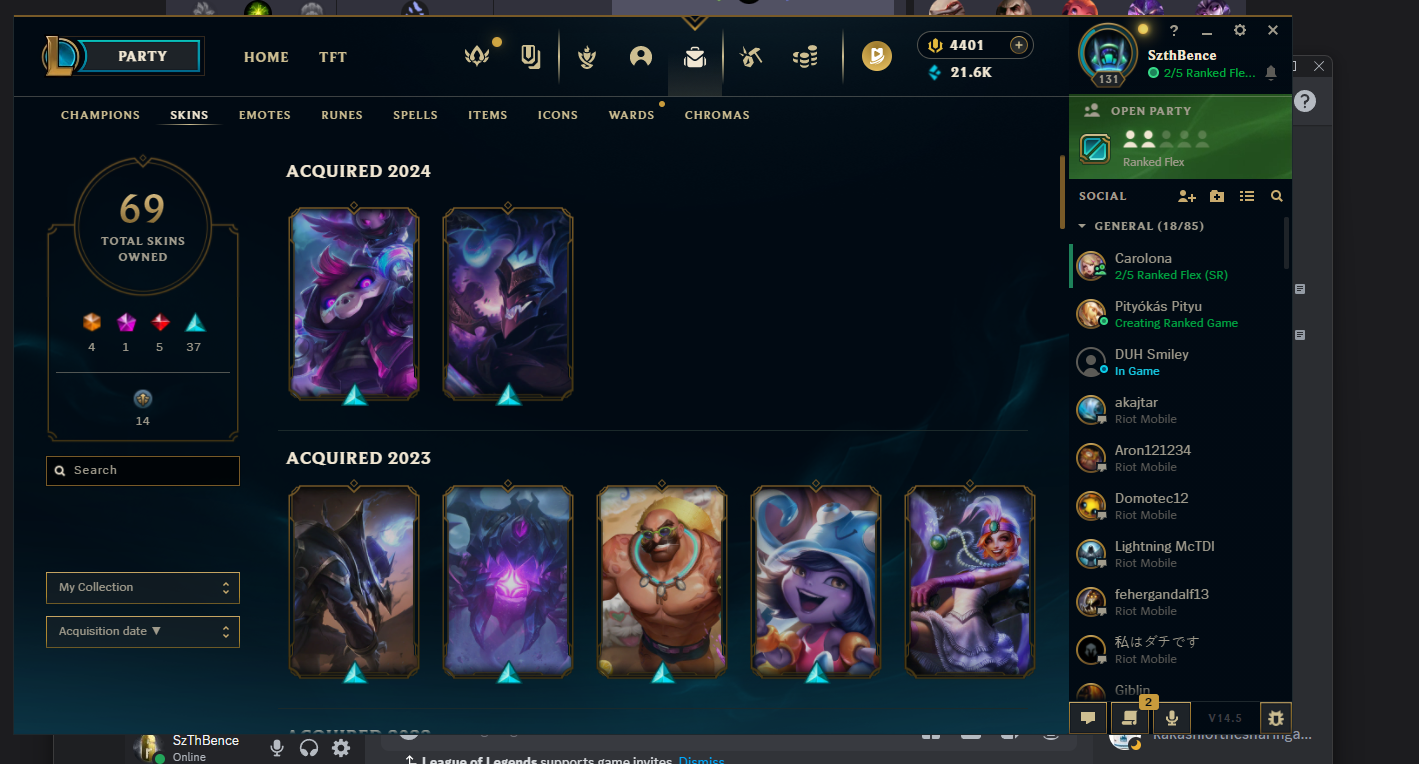 PARTY
HOME
TFT
4401
21.6K
?
131
SzthBence
2/5 Ranked Fle...
CHAMPIONS
SKINS
EMOTES
RUNES
SPELLS
ITEMS
ICONS
WARDS
CHROMAS
69
TOTAL SKINS
OWNED
4 1 5 37
14
Search
My Collection
Acquisition date ▼
ACQUIRED 2024
ACQUIRED 2023
OPEN PARTY
Ranked Flex
SOCIAL
GENERAL (18/85)
Carolona
2/5 Ranked Flex (SR)
Pityókás Pityu
Creating Ranked Game
DUH Smiley
In Game
akajtar
Riot Mobile
Aron121234
Riot Mobile
Domotec12
Riot Mobile
Lightning McTDI
Riot Mobile
fehergandalf13
Riot Mobile
私はダチです
Riot Mobile
Giblin
2
V14.5
?
SzThBence
Online
League of Legends supports game invites. Dismiss